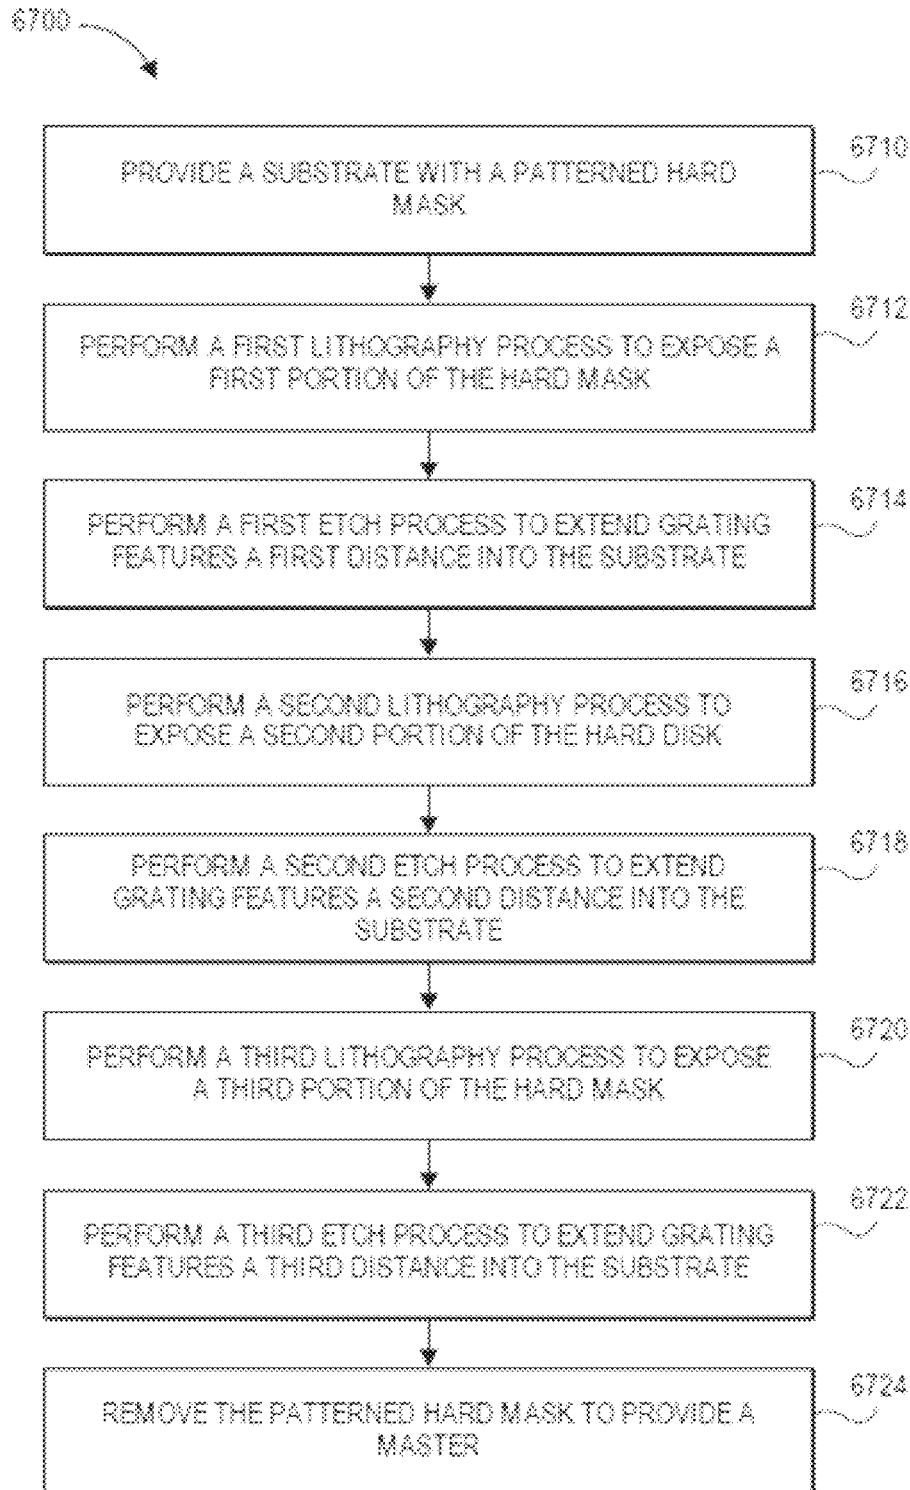 6700
6710
PROVIDE A SUBSTRATE WITH A PATTERNED HARD
MASK
6712
PERFORM A FIRST LITHOGRAPHY PROCESS TO EXPOSE A
FIRST PORTION OF THE HARD MASK
6714
PERFORM A FIRST ETCH PROCESS TO EXTEND GRATING
FEATURES A FIRST DISTANCE INTO THE SUBSTRATE
6716
PERFORM A SECOND LITHOGRAPHY PROCESS TO
EXPOSE A SECOND PORTION OF THE HARD DISK
6718
PERFORM A SECOND ETCH PROCESS TO EXTEND
GRATING FEATURES A SECOND DISTANCE INTO THE
SUBSTRATE
6720
PERFORM A THIRD LITHOGRAPHY PROCESS TO EXPOSE
A THIRD PORTION OF THE HARD MASK
6722
PERFORM A THIRD ETCH PROCESS TO EXTEND GRATING
FEATURES A THIRD DISTANCE INTO THE SUBSTRATE
6724
REMOVE THE PATTERNED HARD MASK TO PROVIDE A
MASTER